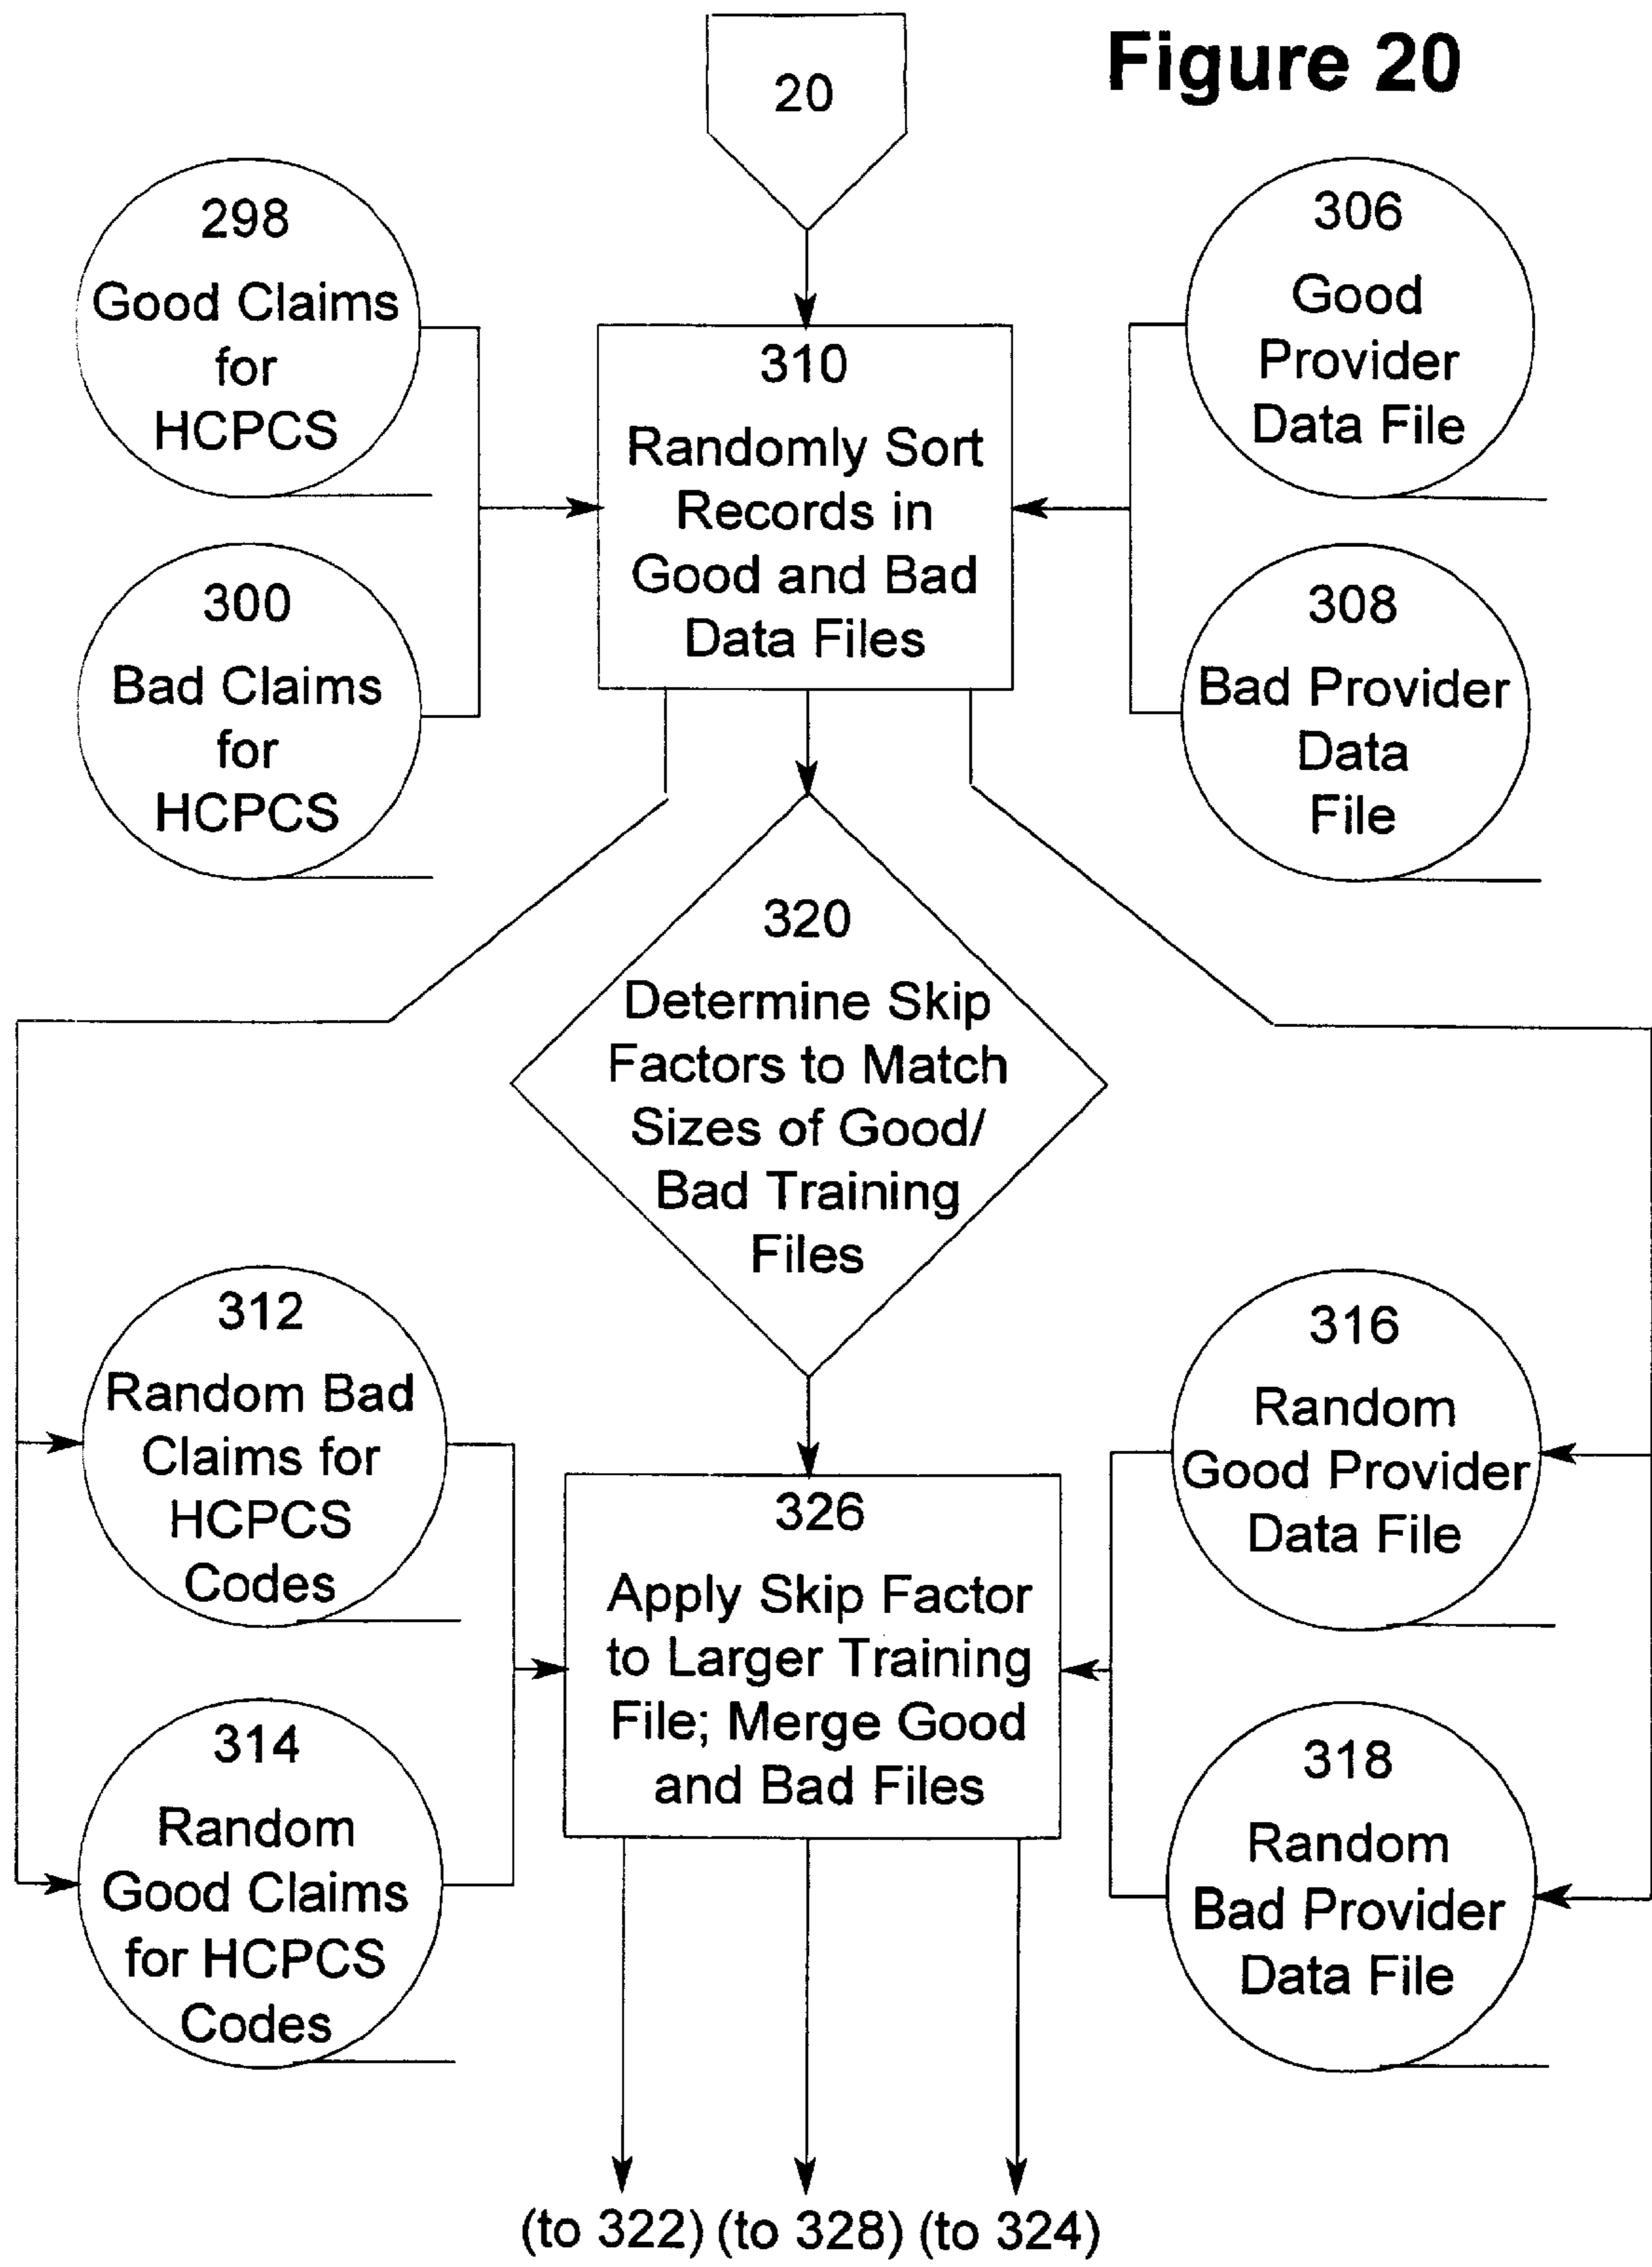 Figure 20
20
298
Good Claims
for
HCPCS
306
Good
Provider
Data File
310
Randomly Sort
Records in
Good and Bad
Data Files
300
Bad Claims
for
HCPCS
308
Bad Provider
Data
File
320
Determine Skip
Factors to Match
Sizes of Good/
Bad Training
Files
312
Random Bad
Claims for
HCPCS
Codes
316
Random
Good Provider
Data File
326
Apply Skip Factor
to Larger Training
File; Merge Good
and Bad Files
314
Random
Good Claims
for HCPCS
Codes
318
Random
Bad Provider
Data File
(to 322) (to 328) (to 324)